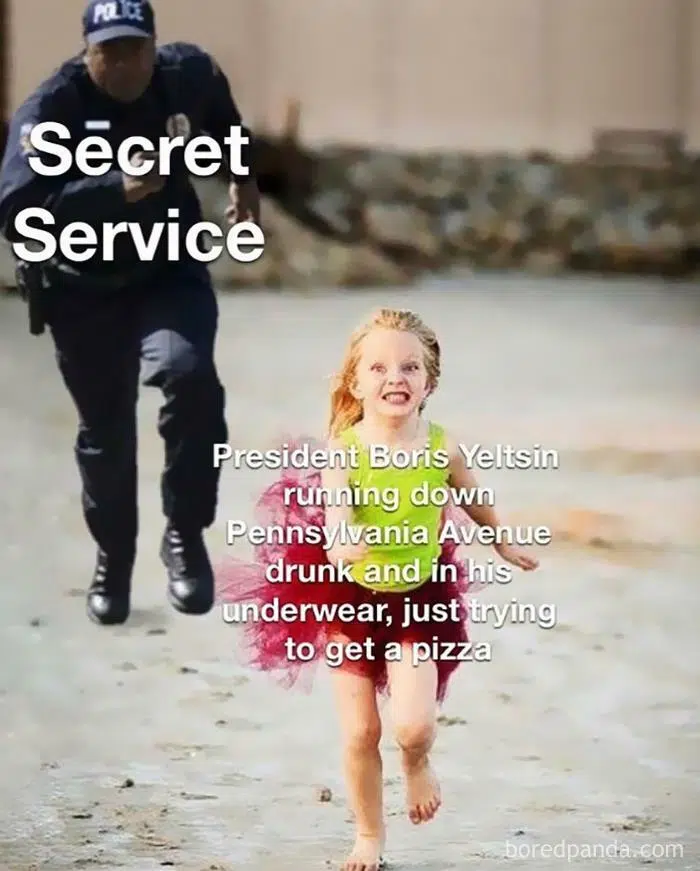 POLICE
Secret
Service
President Boris Yeltsin
running down
Pennsylvania Avenue
drunk and in his
underwear, just trying
to get a pizza
boredpanda.com